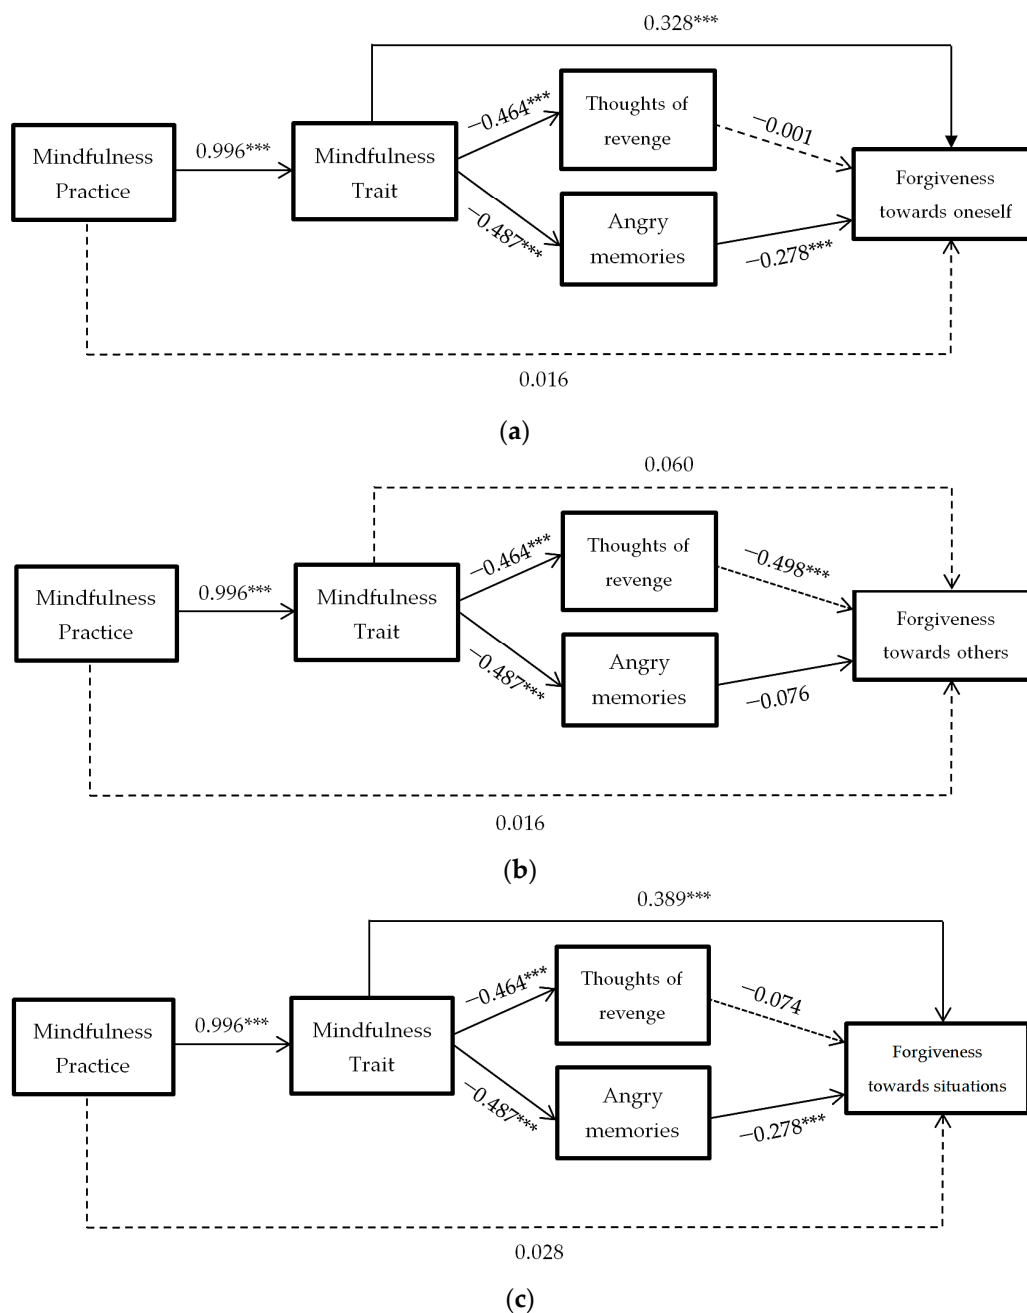 0.328***
Thoughts of
revenge
−0.464***
−0.001
Mindfulness
Practice
0.996***
Mindfulness
Trait
Forgiveness
towards oneself
Angry
memories
−0.487***
−0.278***
0.016
(a)
0.060
Thoughts of
revenge
−0.464***
−0.498***
Mindfulness
Practice
0.996***
Mindfulness
Trait
Forgiveness
towards others
Angry
memories
−0.487***
−0.076
0.016
(b)
0.389***
Thoughts of
revenge
−0.464***
−0.074
Mindfulness
Practice
0.996***
Mindfulness
Trait
Forgiveness
towards situations
Angry
memories
−0.487***
−0.278***
0.028
(c)